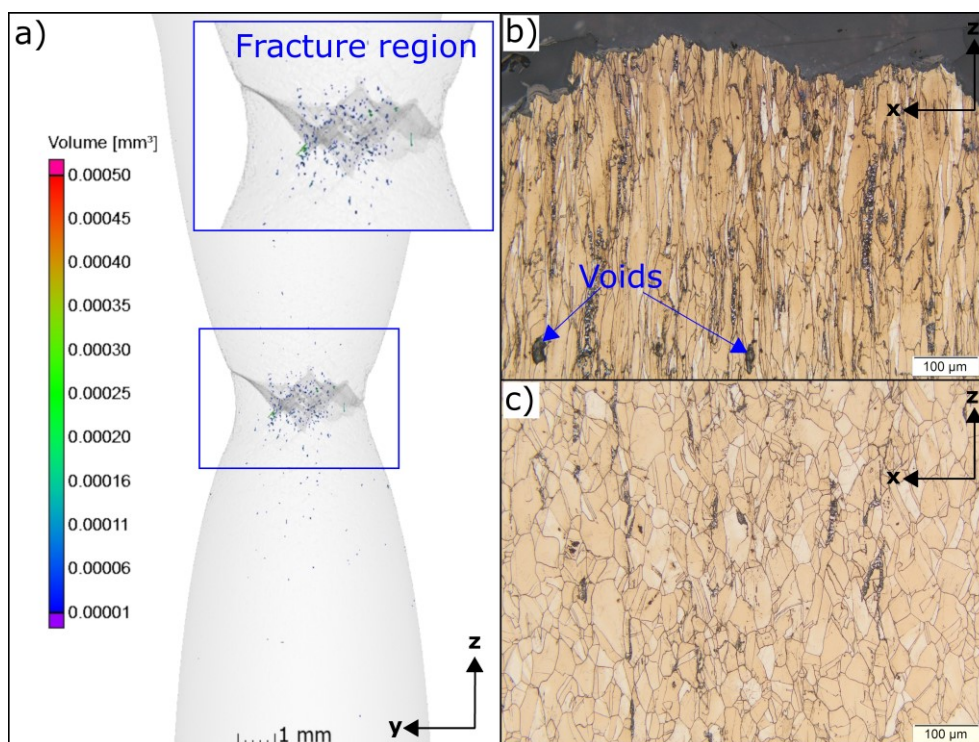 a)
Fracture region
Volume [mm³]
0.00050
0.00045
0.00040
0.00035
0.00030
0.00025
0.00020
0.00016
0.00011
0.00006
0.00001
z
y
1 mm
b)
z
x
Voids
100 µm
c)
z
x
100 µm